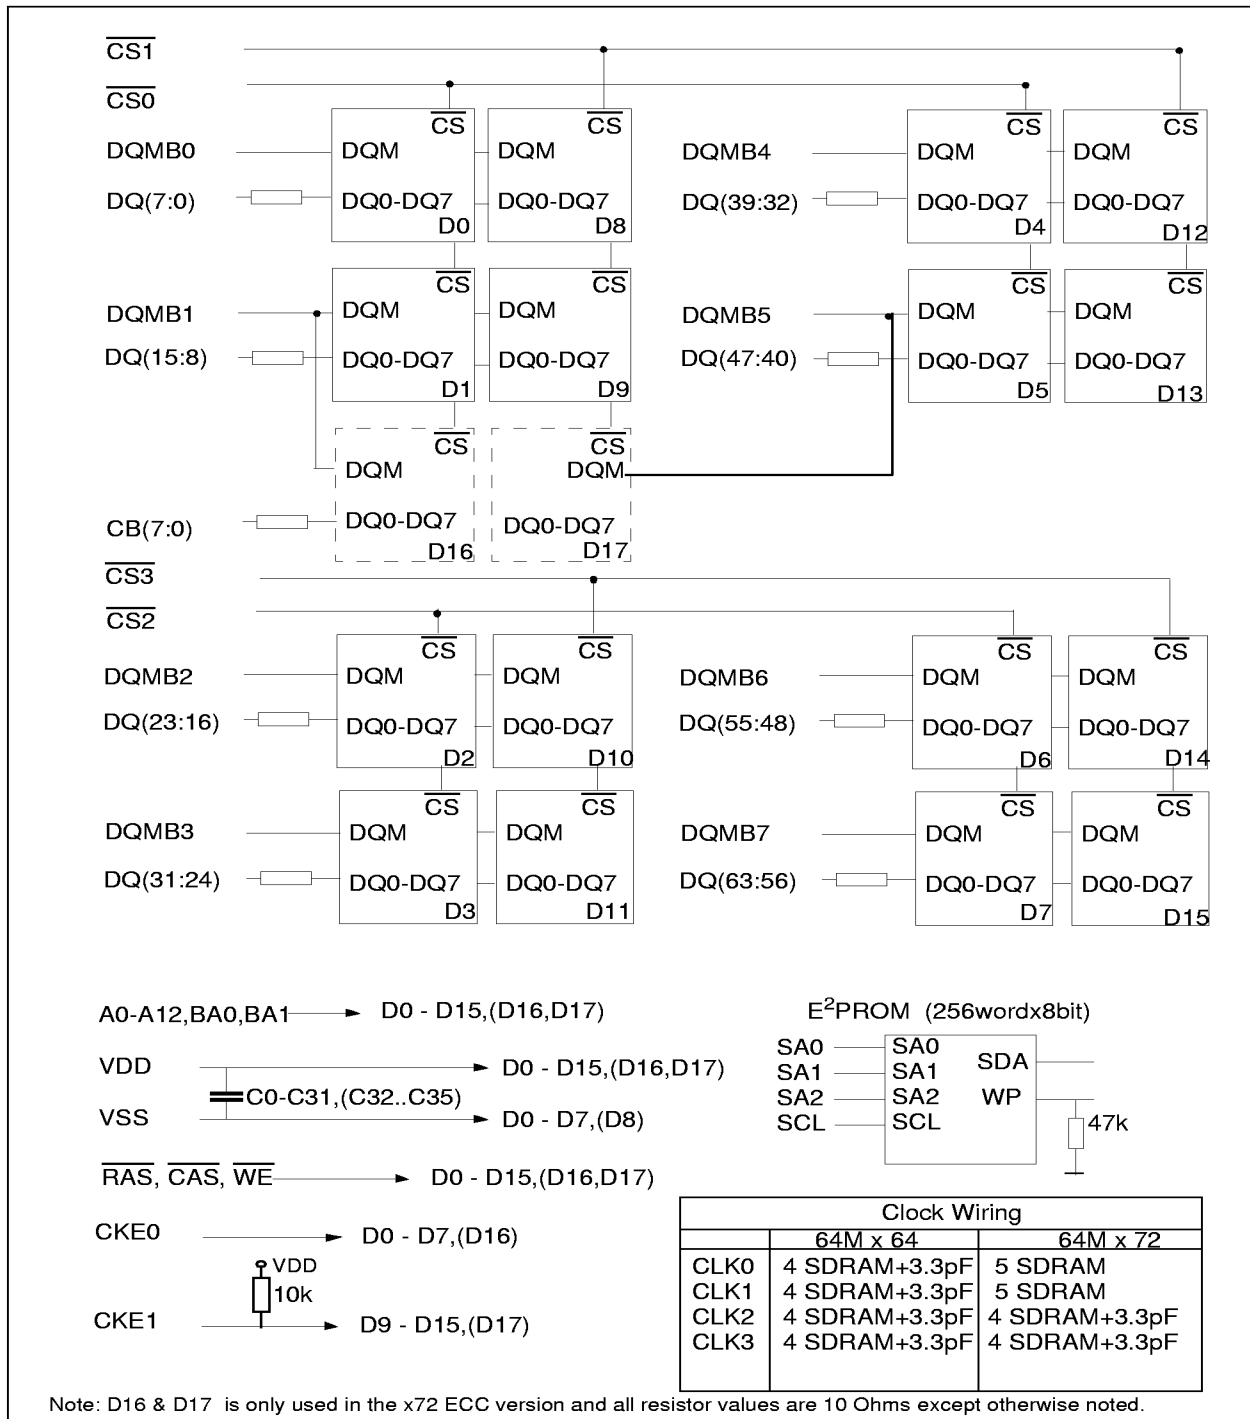 CS1
CS0
CS CS CS CS
DQMB0 DQM DQM DQMB4 DQM DQM
DQ(7:0) DQ0-DQ7 DQ0-DQ7 DQ(39:32) DQ0-DQ7 DQ0-DQ7
D0 D8 D4 D12
CS CS CS CS
DQMB1 DQM DQM DQMB5 DQM DQM
DQ(15:8) DQ0-DQ7 DQ0-DQ7 DQ(47:40) DQ0-DQ7 DQ0-DQ7
D1 D9 D5 D13
CS CS
DQM DQM
CB(7:0) DQ0-DQ7 DQ0-DQ7
D16 D17
CS3
CS2
CS CS CS CS
DQMB2 DQM DQM DQMB6 DQM DQM
DQ(23:16) DQ0-DQ7 DQ0-DQ7 DQ(55:48) DQ0-DQ7 DQ0-DQ7
D2 D10 D6 D14
CS CS CS CS
DQMB3 DQM DQM DQMB7 DQM DQM
DQ(31:24) DQ0-DQ7 DQ0-DQ7 DQ(63:56) DQ0-DQ7 DQ0-DQ7
D3 D11 D7 D15
A0-A12,BA0,BA1 D0 - D15,(D16,D17)
VDD D0 - D15,(D16,D17)
C0-C31,(C32..C35)
VSS D0 - D7,(D8)
RAS, CAS, WE D0 - D15,(D16,D17)
CKE0 D0 - D7,(D16)
VDD
10k
CKE1 D9 - D15,(D17)
E²PROM (256wordx8bit)
SA0 SA0 SDA
SA1 SA1
SA2 SA2 WP
SCL SCL 47k
Clock Wiring
64M x 64 64M x 72
CLK0 4 SDRAM+3.3pF 5 SDRAM
CLK1 4 SDRAM+3.3pF 5 SDRAM
CLK2 4 SDRAM+3.3pF 4 SDRAM+3.3pF
CLK3 4 SDRAM+3.3pF 4 SDRAM+3.3pF
Note: D16 & D17 is only used in the x72 ECC version and all resistor values are 10 Ohms except otherwise noted.